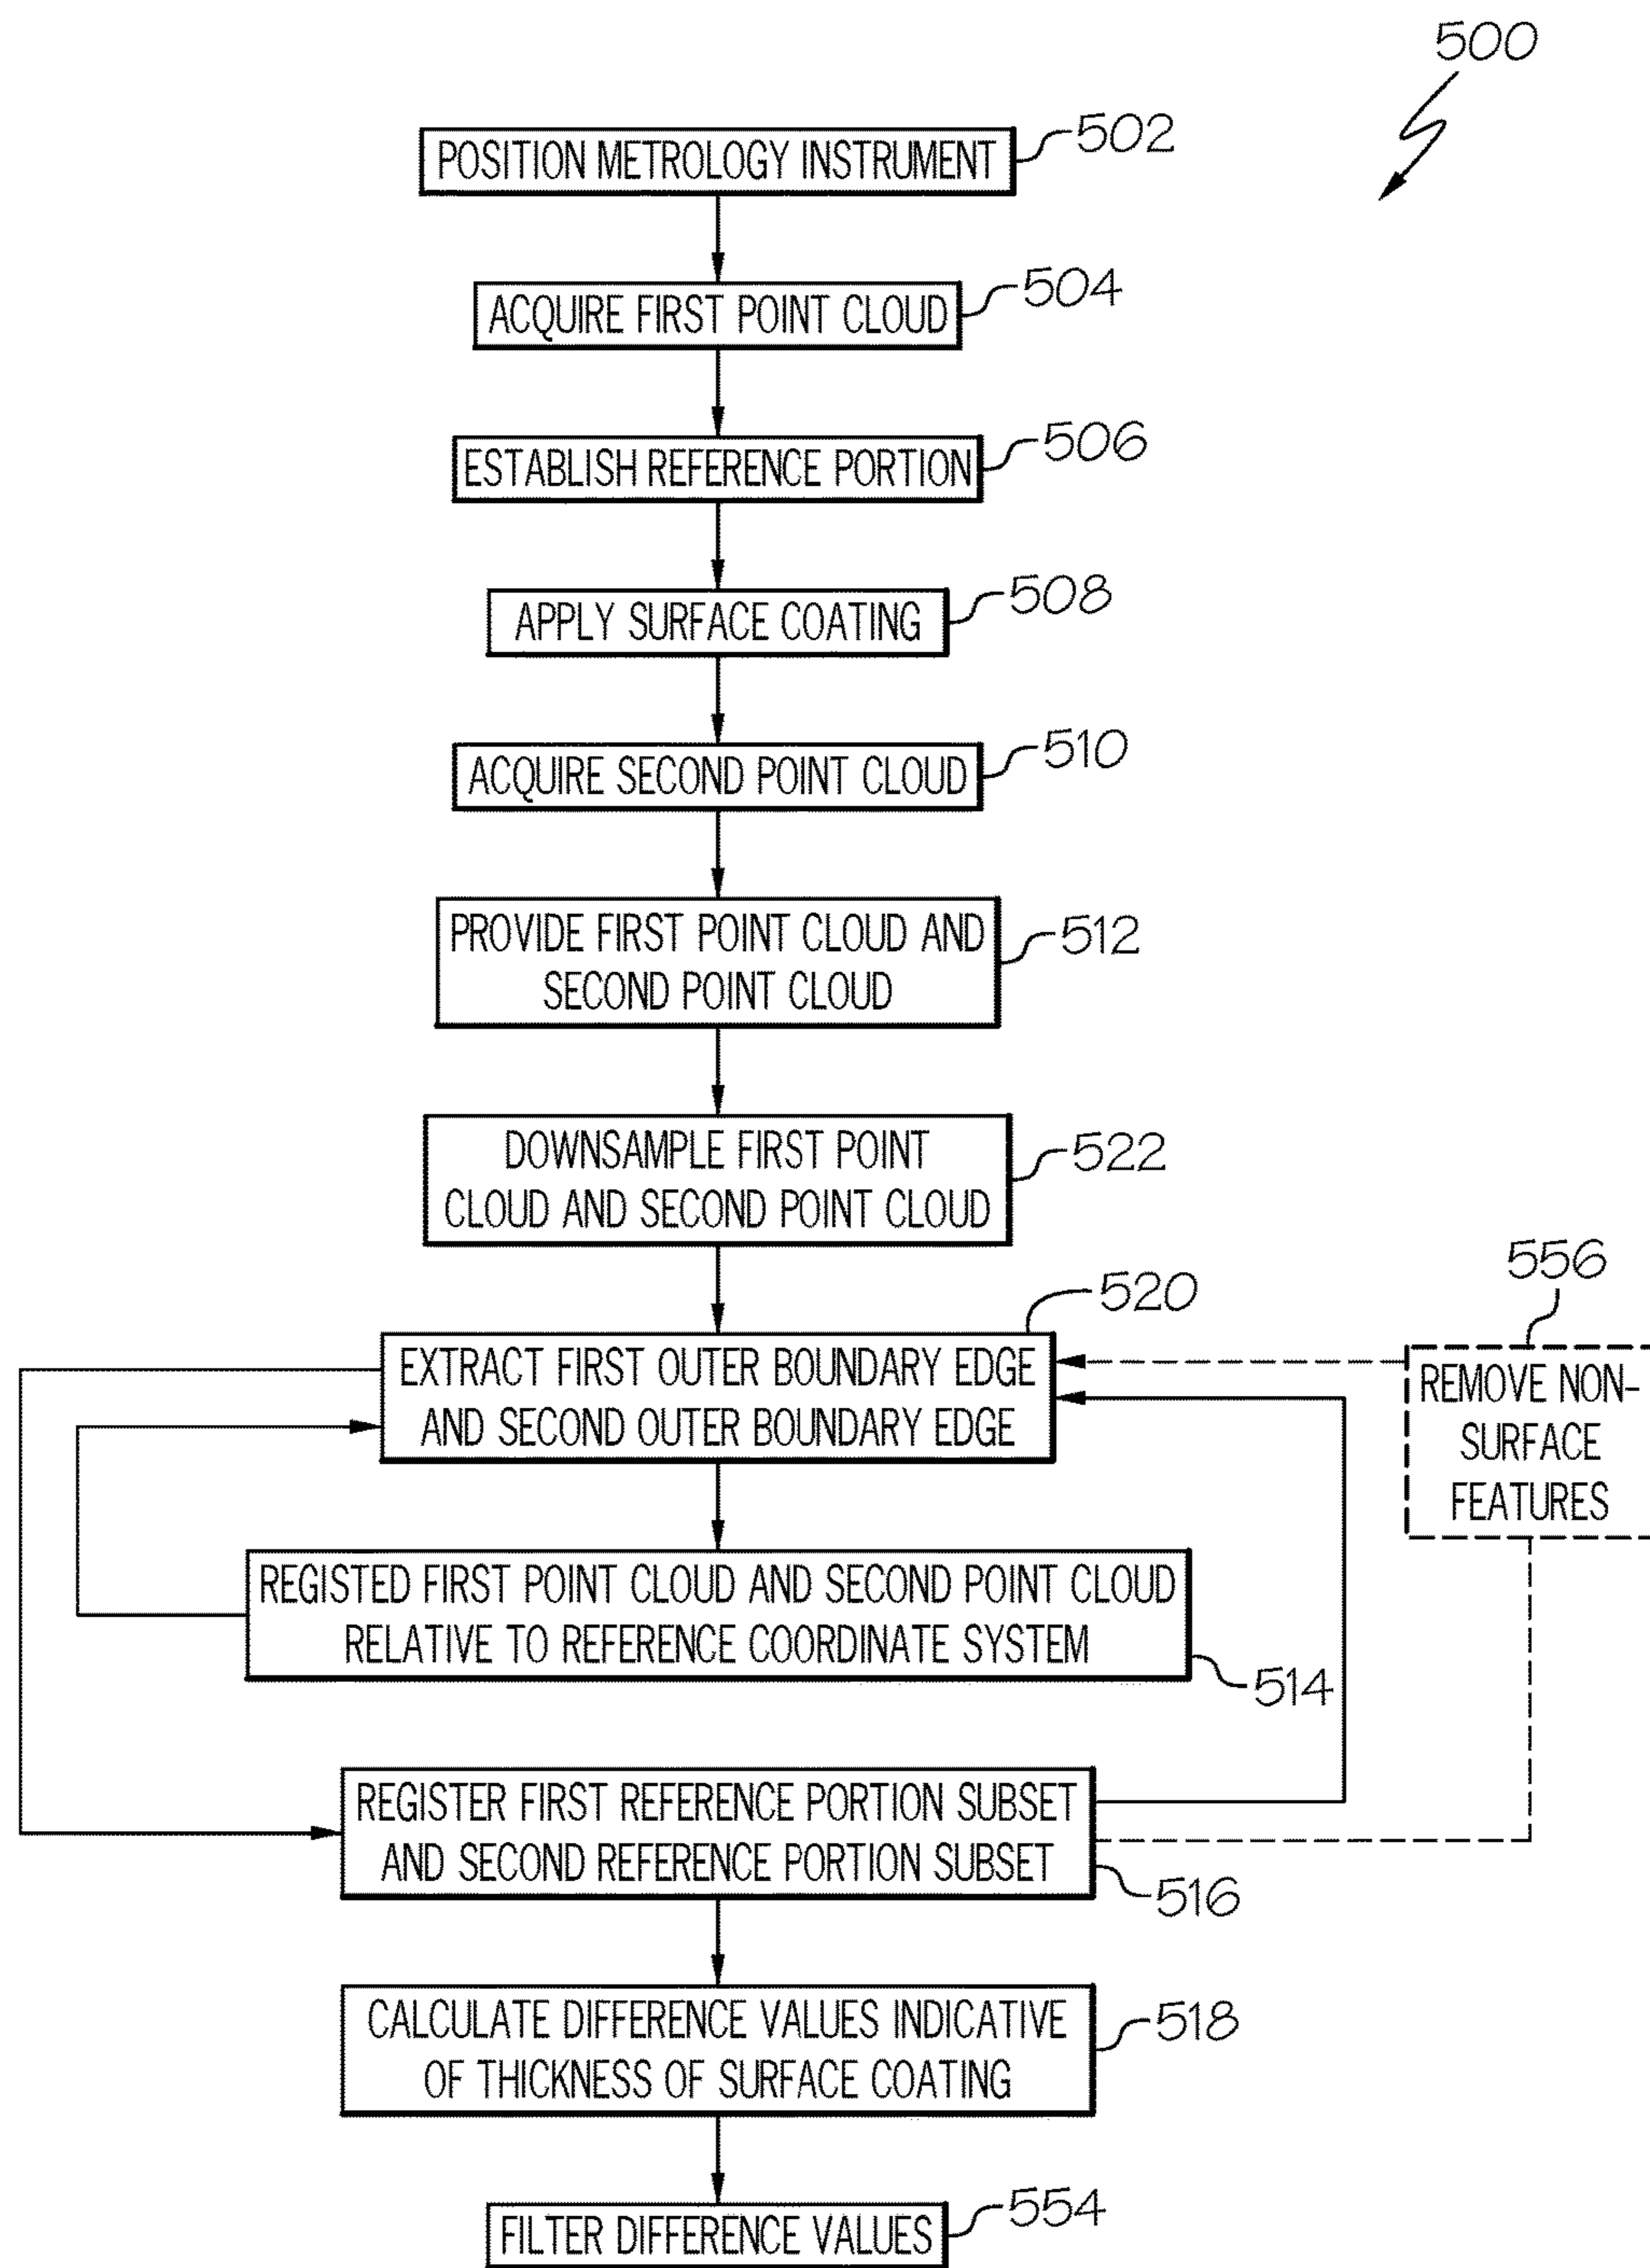 500
POSITION METROLOGY INSTRUMENT
502
ACQUIRE FIRST POINT CLOUD
504
ESTABLISH REFERENCE PORTION
506
APPLY SURFACE COATING
508
ACQUIRE SECOND POINT CLOUD
510
PROVIDE FIRST POINT CLOUD AND
SECOND POINT CLOUD
512
DOWNSAMPLE FIRST POINT
CLOUD AND SECOND POINT CLOUD
522
EXTRACT FIRST OUTER BOUNDARY EDGE
AND SECOND OUTER BOUNDARY EDGE
520
556
REMOVE NON-
SURFACE
FEATURES
REGISTED FIRST POINT CLOUD AND SECOND POINT CLOUD
RELATIVE TO REFERENCE COORDINATE SYSTEM
514
REGISTER FIRST REFERENCE PORTION SUBSET
AND SECOND REFERENCE PORTION SUBSET
516
CALCULATE DIFFERENCE VALUES INDICATIVE
OF THICKNESS OF SURFACE COATING
518
FILTER DIFFERENCE VALUES
554